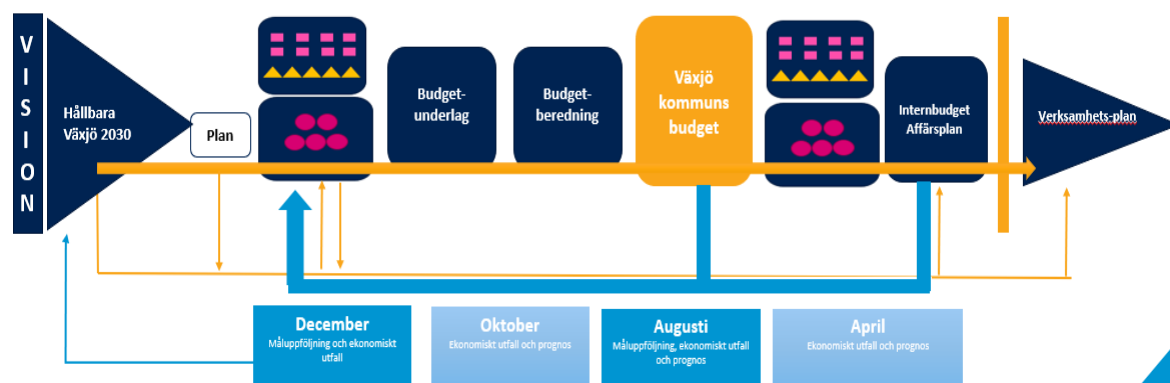 VISION
Hållbara
Växjö 2030
Plan
Budget-
underlag
Budget-
beredning
Växjö
kommuns
budget
Internbudget
Affärsplan
Verksamhets-plan
December
Måluppföljning och ekonomiskt
utfall
Oktober
Ekonomiskt utfall och prognos
Augusti
Måluppföljning, ekonomiskt utfall
och prognos
April
Ekonomiskt utfall och prognos